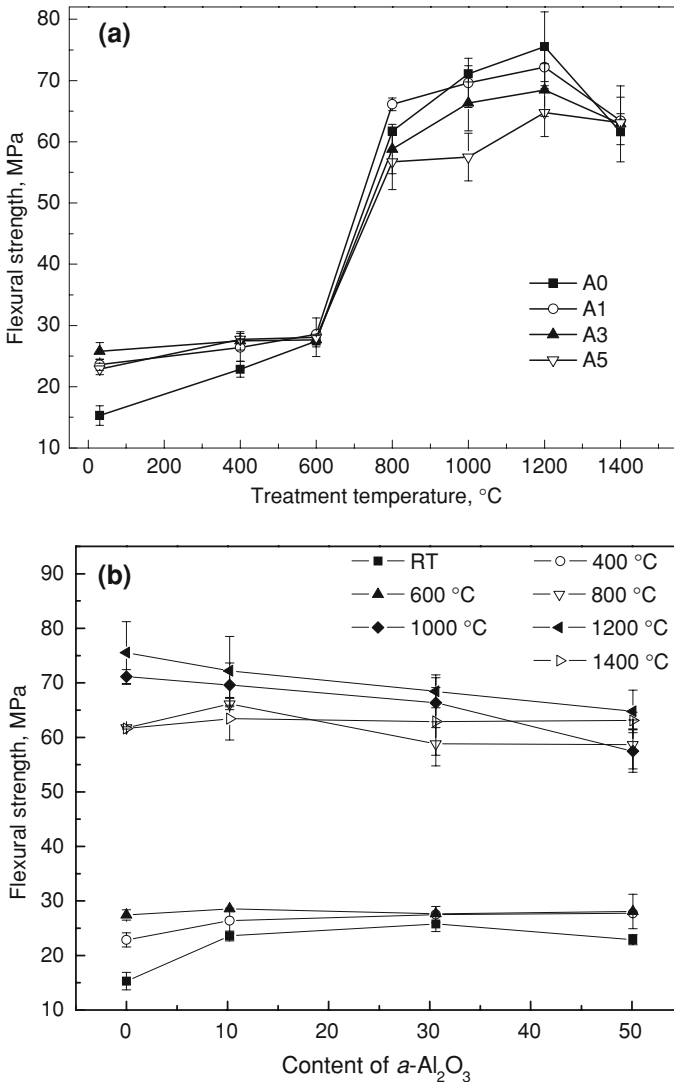 (a)
80
70
60
50
40
30
20
10
Flexural strength, MPa
A0
A1
A3
A5
0 200 400 600 800 1000 1200 1400
Treatment temperature, °C
(b)
RT 400 °C
600 °C 800 °C
1000 °C 1200 °C
1400 °C
90
80
70
60
50
40
30
20
10
Flexural strength, MPa
0 10 20 30 40 50
Content of a-Al₂O₃